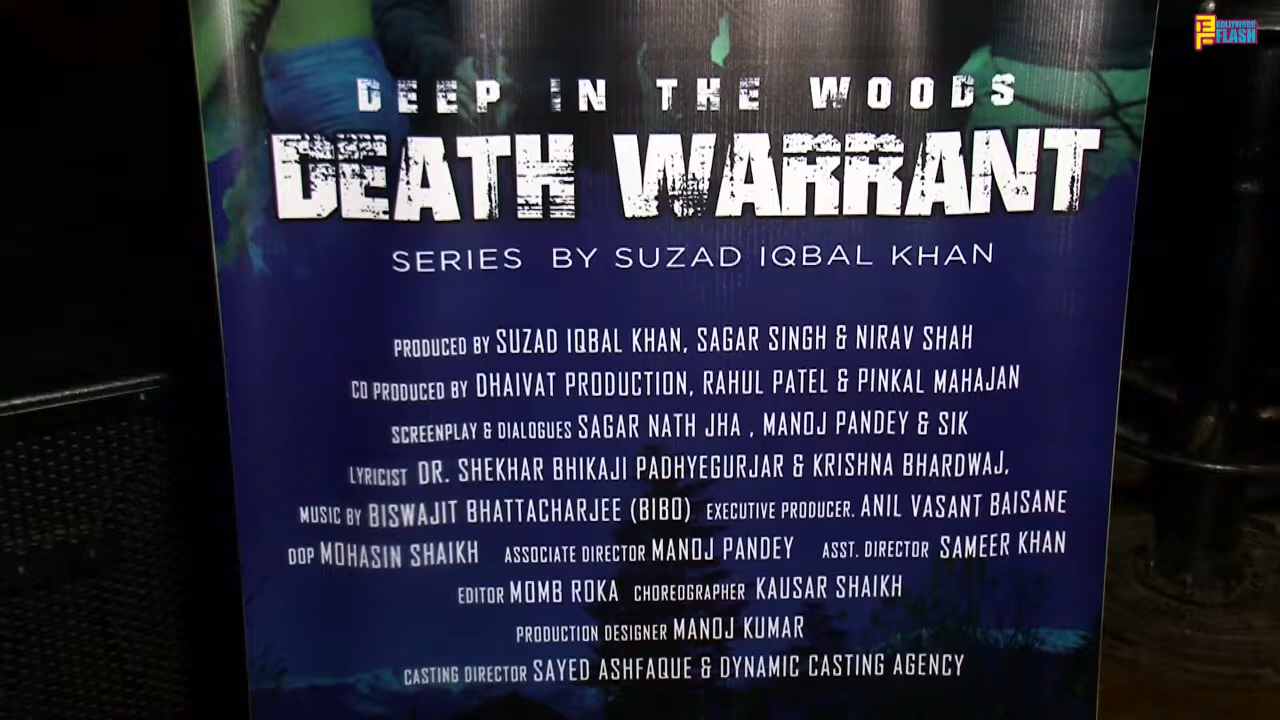 BOLLYWOOD
FLASH
DEEP IN THE WOODS
DEATH WARRANT
SERIES BY SUZAD IQBAL KHAN
PRODUCED BY SUZAD IQBAL KHAN, SAGAR SINGH & NIRAV SHAH
CO PRODUCED BY DHAIVAT PRODUCTION, RAHUL PATEL & PINKAL MAHAJAN
SCREENPLAY & DIALOGUES SAGAR NATH JHA , MANOJ PANDEY & SIK
LYRICIST DR. SHEKHAR BHIKAJI PADHYEGURJAR & KRISHNA BHARDWAJ,
MUSIC BY BISWAJIT BHATTACHARJEE (BIBO) EXECUTIVE PRODUCER. ANIL VASANT BAISANE
DOP MOHASIN SHAIKH ASSOCIATE DIRECTOR MANOJ PANDEY ASST. DIRECTOR SAMEER KHAN
EDITOR MOMB ROKA CHOREOGRAPHER KAUSAR SHAIKH
PRODUCTION DESIGNER MANOJ KUMAR
CASTING DIRECTOR SAYED ASHFAQUE & DYNAMIC CASTING AGENCY